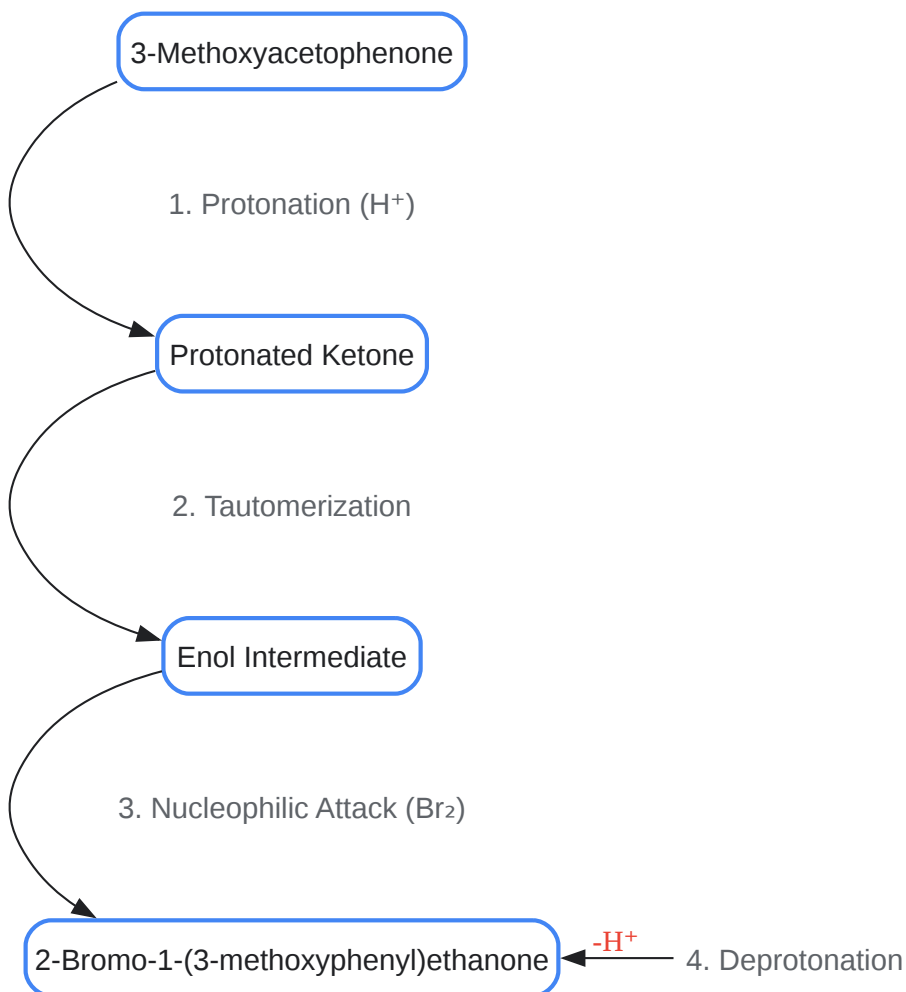 3-Methoxyacetophenone
1. Protonation (H⁺)
Protonated Ketone
2. Tautomerization
Enol Intermediate
3. Nucleophilic Attack (Br₂)
2-Bromo-1-(3-methoxyphenyl)ethanone
-H⁺
4. Deprotonation